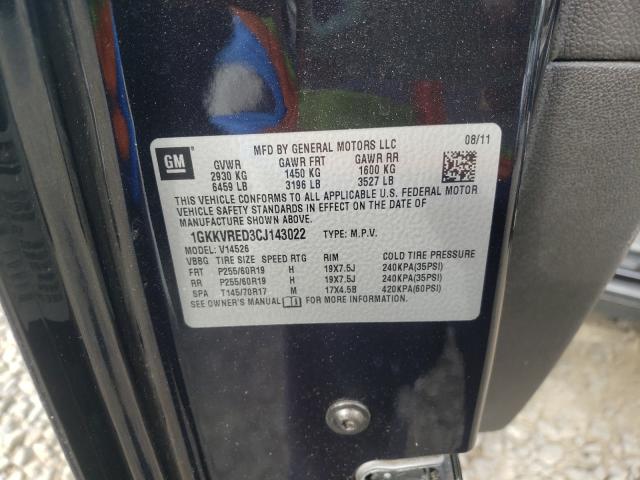 GM
MFD BY GENERAL MOTORS LLC 08/11
GVWR GAWR FRT GAWR RR
2930 KG 1450 KG 1600 KG
6459 LB 3196 LB 3527 LB
THIS VEHICLE CONFORMS TO ALL APPLICABLE U.S. FEDERAL MOTOR
VEHICLE SAFETY STANDARDS IN EFFECT ON THE DATE OF
MANUFACTURE SHOWN ABOVE.
1GKKVRED3CJ143022 TYPE: M.P.V.
MODEL: V14526
VBBG TIRE SIZE SPEED RTG RIM COLD TIRE PRESSURE
FRT P255/60R19 H 19X7.5J 240KPA(35PSI)
RR P255/60R19 H 19X7.5J 240KPA(35PSI)
SPA T145/70R17 M 17X4.5B 420KPA(60PSI)
SEE OWNER'S MANUAL FOR MORE INFORMATION.